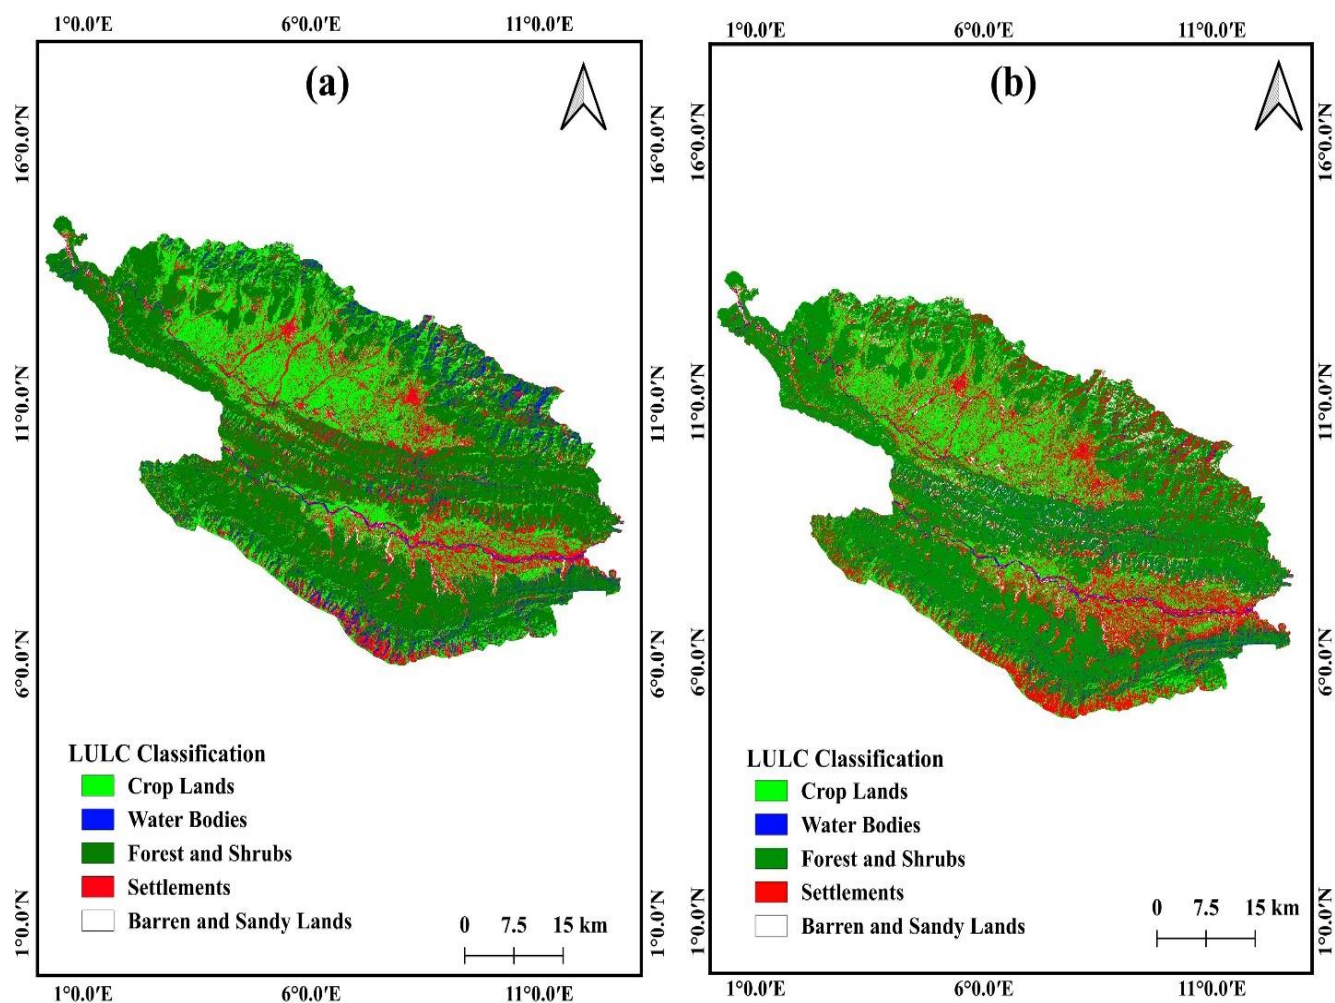 1°0.0′E 6°0.0′E 11°0.0′E
(a)
16°0.0′N 16°0.0′N
11°0.0′N 11°0.0′N
6°0.0′N 6°0.0′N
1°0.0′N 1°0.0′N
LULC Classification
Crop Lands
Water Bodies
Forest and Shrubs
Settlements
Barren and Sandy Lands
0 7.5 15 km
1°0.0′E 6°0.0′E 11°0.0′E
1°0.0′E 6°0.0′E 11°0.0′E
(b)
16°0.0′N 16°0.0′N
11°0.0′N 11°0.0′N
6°0.0′N 6°0.0′N
1°0.0′N 1°0.0′N
LULC Classification
Crop Lands
Water Bodies
Forest and Shrubs
Settlements
Barren and Sandy Lands
0 7.5 15 km
1°0.0′E 6°0.0′E 11°0.0′E